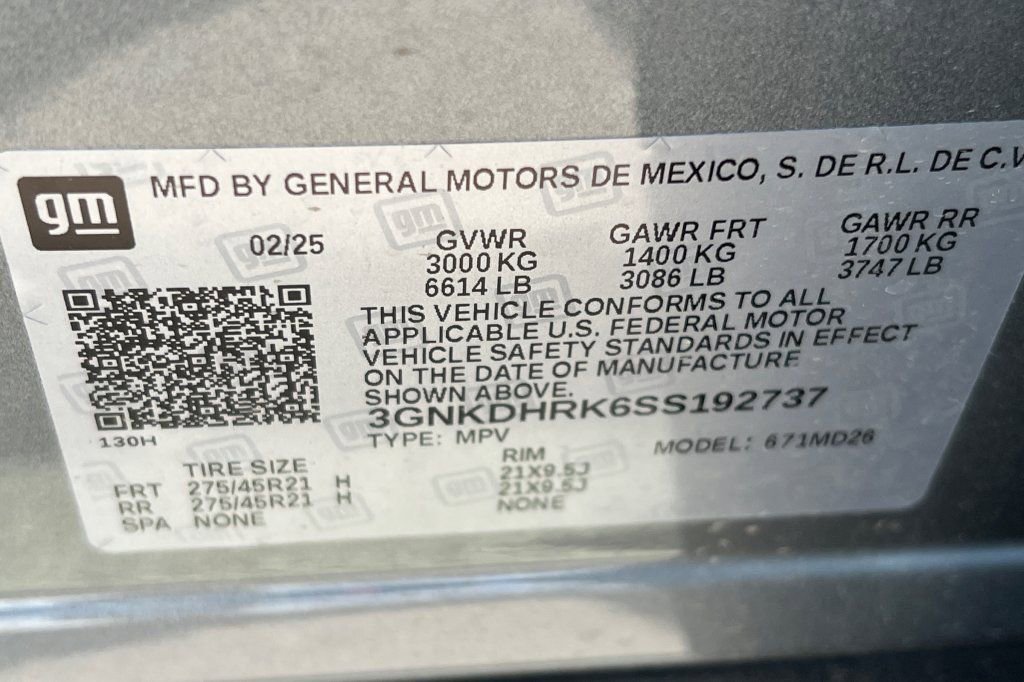 gm
MFD BY GENERAL MOTORS DE MEXICO, S. DE R.L. DE C.V
02/25
GVWR
3000 KG
6614 LB
GAWR FRT
1400 KG
3086 LB
GAWR RR
1700 KG
3747 LB
THIS VEHICLE CONFORMS TO ALL
APPLICABLE U.S. FEDERAL MOTOR
VEHICLE SAFETY STANDARDS IN EFFECT
ON THE DATE OF MANUFACTURE
SHOWN ABOVE.
3GNKDHRK6SS192737
TYPE: MPV
MODEL: 671MD26
130H
TIRE SIZE
RIM
FRT 275/45R21 H 21X9.5J
RR 275/45R21 H 21X9.5J
SPA NONE NONE